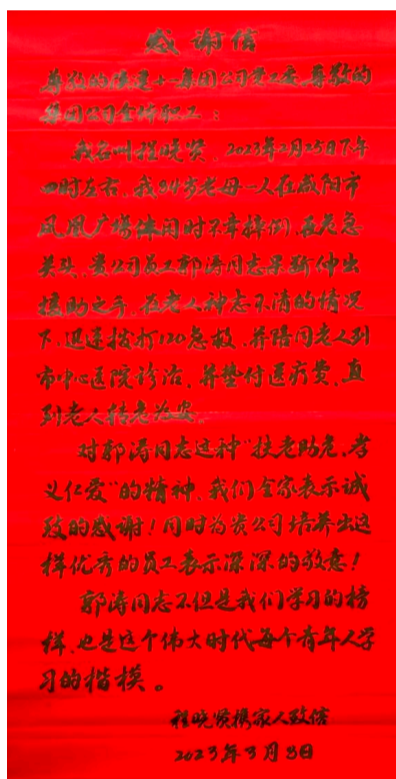 感谢信
尊敬的陕建十一集团公司党工委、尊敬的
集团公司全体职工：
我名叫程晓贤，2023年2月25日下午
四时左右，我84岁老母一人在咸阳市
凤凰广场休闲时不幸摔倒，在危急
关头，贵公司员工郭涛同志果断伸出
援助之手，在老人神志不清的情况
下，迅速拨打120急救，并陪同老人到
市中心医院诊治，并垫付医疗费，直
到老人转危为安。
对郭涛同志这种“扶老助危，孝
义仁爱”的精神，我们全家表示诚
致的感谢！同时为贵公司培养出这
样优秀的员工表示深深的敬意！
郭涛同志不但是我们学习的榜
样，也是这个伟大时代每个青年人学
习的楷模。
程晓贤携家人致信
2023年3月3日